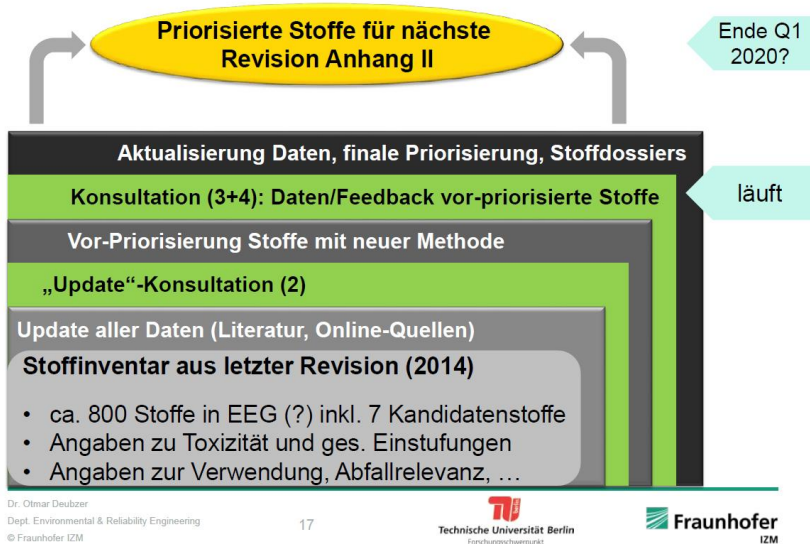 Priorisierte Stoffe für nächste
Revision Anhang II
Ende Q1
2020?
Aktualisierung Daten, finale Priorisierung, Stoffdossiers
Konsultation (3+4): Daten/Feedback vor-priorisierte Stoffe
läuft
Vor-Priorisierung Stoffe mit neuer Methode
„Update“-Konsultation (2)
Update aller Daten (Literatur, Online-Quellen)
Stoffinventar aus letzter Revision (2014)
• ca. 800 Stoffe in EEG (?) inkl. 7 Kandidatenstoffe
• Angaben zu Toxizität und ges. Einstufungen
• Angaben zur Verwendung, Abfallrelevanz, …
Dr. Otmar Deubzer
Dept. Environmental & Reliability Engineering
© Fraunhofer IZM
17
berlin
Technische Universität Berlin
Forschungsschwerpunkt
Fraunhofer
IZM